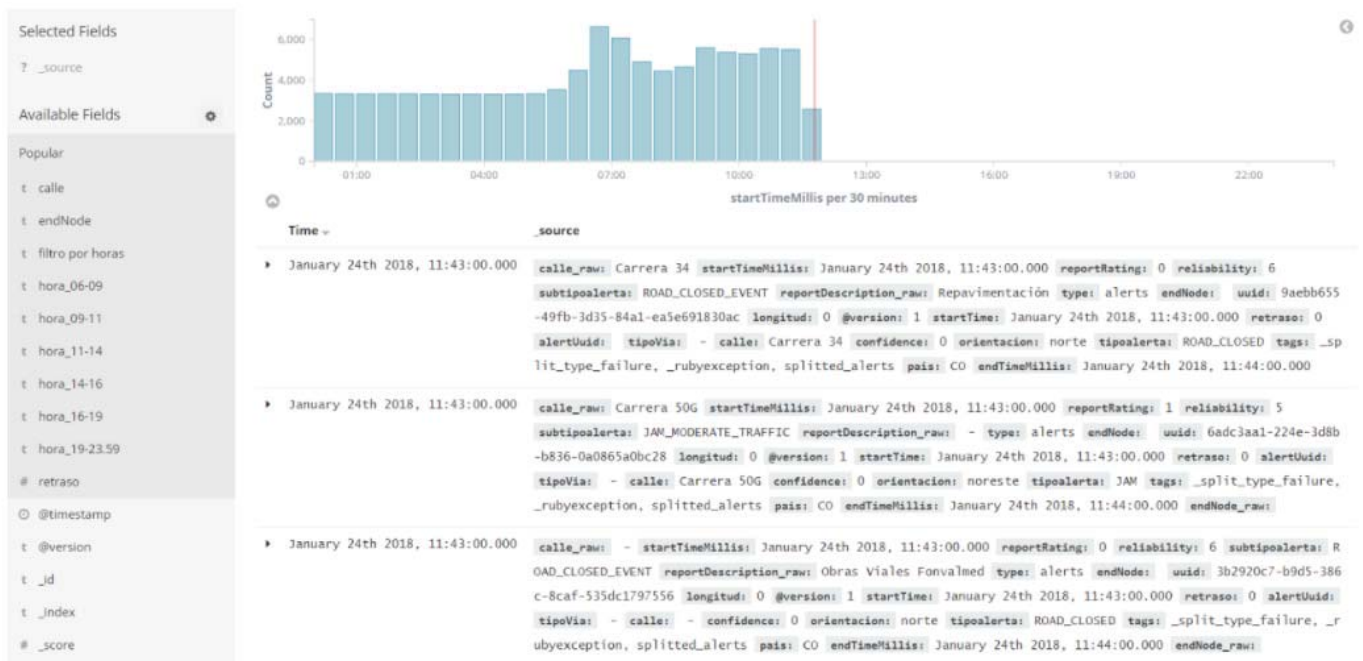 Selected Fields
? _source
Available Fields
Popular
t calle
t endNode
t filtro por horas
t hora_06-09
t hora_09-11
t hora_11-14
t hora_14-16
t hora_16-19
t hora_19-23.59
# retraso
@timestamp
t @version
t _id
t _index
# _score
Count
6,000
4,000
2,000
0
01:00 04:00 07:00 10:00 13:00 16:00 19:00 22:00
startTimeMillis per 30 minutes
Time _source
January 24th 2018, 11:43:00.000
calle_raw: Carrera 34 startTimeMillis: January 24th 2018, 11:43:00.000 reportRating: 0 reliability: 6
subtipoalerta: ROAD_CLOSED_EVENT reportDescription_raw: Repavimentación type: alerts endNode: uuid: 9aebb655
-49fb-3d35-84a1-ea5e691830ac longitud: 0 @version: 1 startTime: January 24th 2018, 11:43:00.000 retraso: 0
alertUuid: tipoVia: - calle: Carrera 34 confidence: 0 orientacion: norte tipoalerta: ROAD_CLOSED tags: _sp
lit_type_failure, _rubyexception, splitted_alerts pais: CO endTimeMillis: January 24th 2018, 11:44:00.000
January 24th 2018, 11:43:00.000
calle_raw: Carrera 50G startTimeMillis: January 24th 2018, 11:43:00.000 reportRating: 1 reliability: 5
subtipoalerta: JAM_MODERATE_TRAFFIC reportDescription_raw: - type: alerts endNode: uuid: 6adc3aa1-224e-3d8b
-b836-0a0865a0bc28 longitud: 0 @version: 1 startTime: January 24th 2018, 11:43:00.000 retraso: 0 alertUuid:
tipoVia: - calle: Carrera 50G confidence: 0 orientacion: noreste tipoalerta: JAM tags: _split_type_failure,
_rubyexception, splitted_alerts pais: CO endTimeMillis: January 24th 2018, 11:44:00.000 endNode_raw:
January 24th 2018, 11:43:00.000
calle_raw: - startTimeMillis: January 24th 2018, 11:43:00.000 reportRating: 0 reliability: 6 subtipoalerta: R
OAD_CLOSED_EVENT reportDescription_raw: Obras Viales Fonvalmed type: alerts endNode: uuid: 3b2920c7-b9d5-386
c-8caf-535dc1797556 longitud: 0 @version: 1 startTime: January 24th 2018, 11:43:00.000 retraso: 0 alertUuid:
tipoVia: - calle: - confidence: 0 orientacion: norte tipoalerta: ROAD_CLOSED tags: _split_type_failure, _r
ubyexception, splitted_alerts pais: CO endTimeMillis: January 24th 2018, 11:44:00.000 endNode_raw: